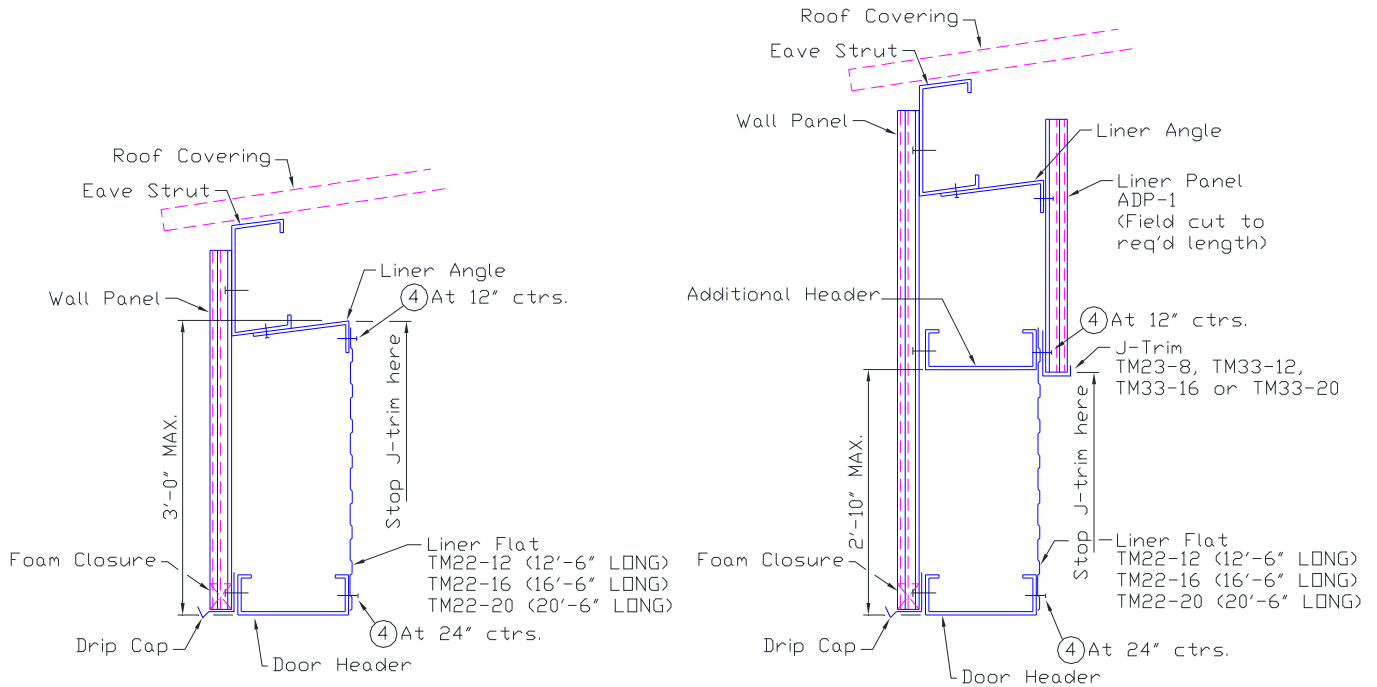 Roof Covering
Eave Strut
Wall Panel
Liner Angle
4 At 12" ctrs.
3'-0" MAX.
Stop J-trim here
Foam Closure
Liner Flat
TM22-12 (12'-6" LONG)
TM22-16 (16'-6" LONG)
TM22-20 (20'-6" LONG)
4 At 24" ctrs.
Drip Cap
Door Header
Roof Covering
Eave Strut
Wall Panel
Liner Angle
Liner Panel
ADP-1
(Field cut to
req'd length)
Additional Header
4 At 12" ctrs.
J-Trim
TM23-8, TM33-12,
TM33-16 or TM33-20
2'-10" MAX.
Stop J-trim here
Foam Closure
Liner Flat
TM22-12 (12'-6" LONG)
TM22-16 (16'-6" LONG)
TM22-20 (20'-6" LONG)
Drip Cap
4 At 24" ctrs.
Door Header